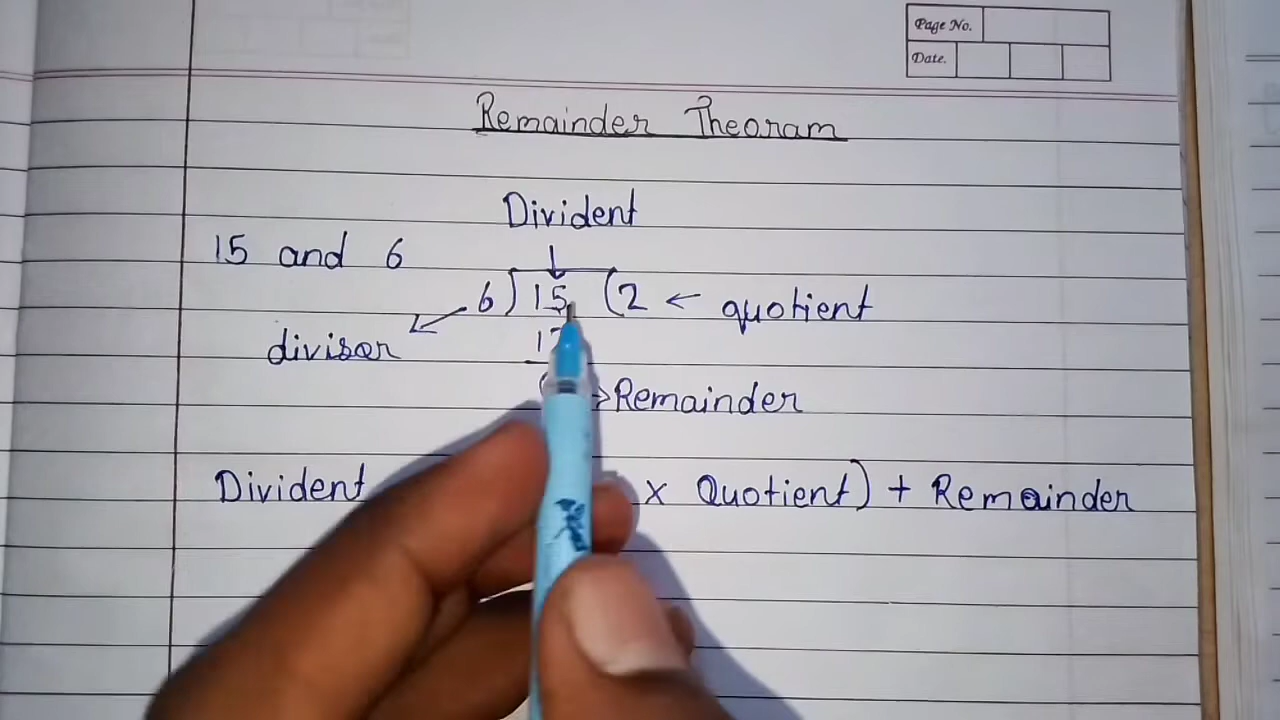 Page No.
Date.
Remainder Theoram
Divident
15 and 6
6) 15 (2 ← quotient
divisor
Remainder
Divident × Quotient) + Remainder